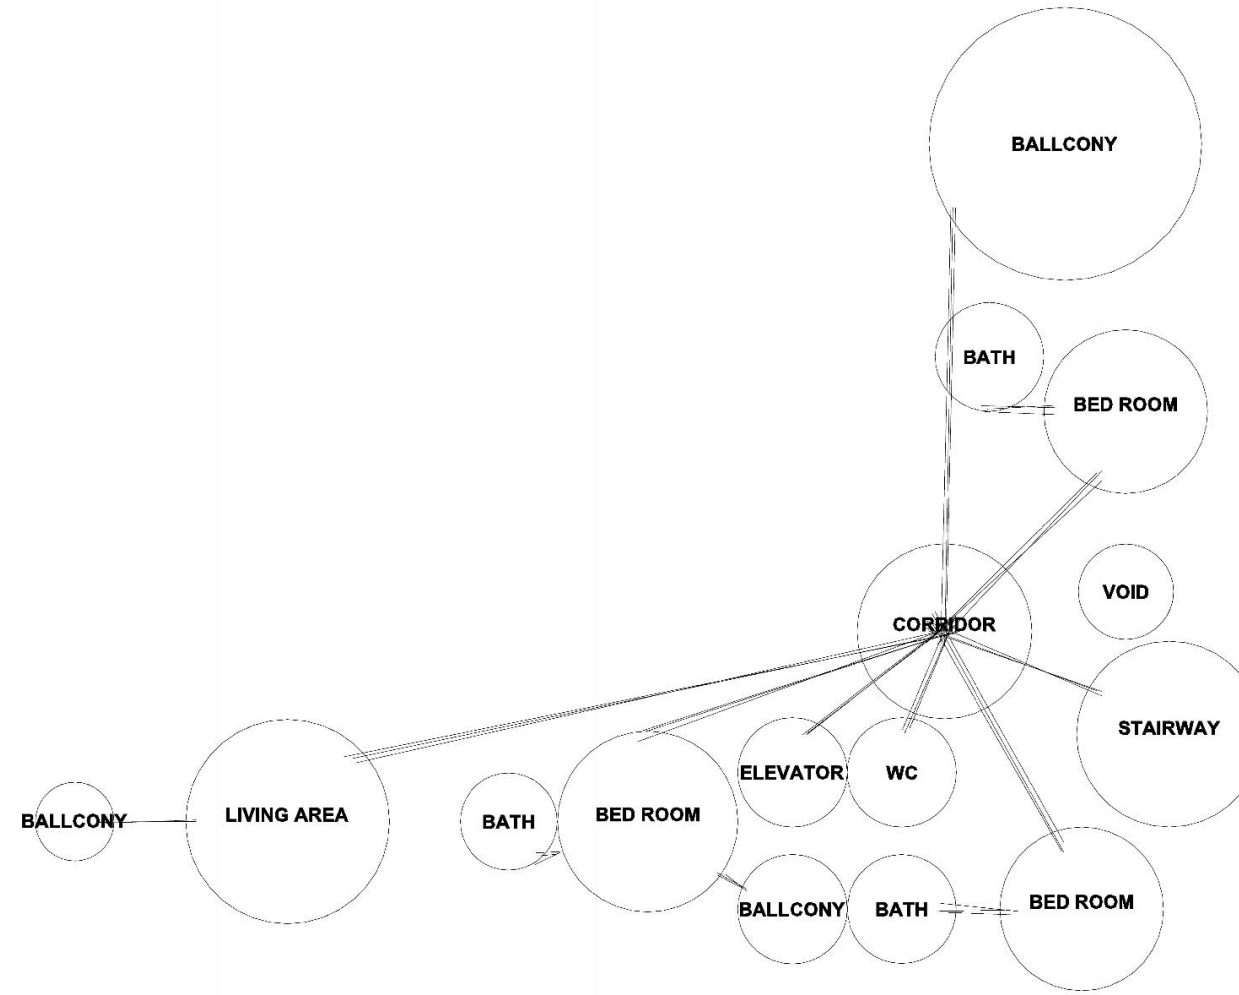 BALLCONY
BATH
BED ROOM
VOID
CORRIDOR
STAIRWAY
ELEVATOR
WC
BALLCONY
LIVING AREA
BATH
BED ROOM
BALLCONY
BATH
BED ROOM